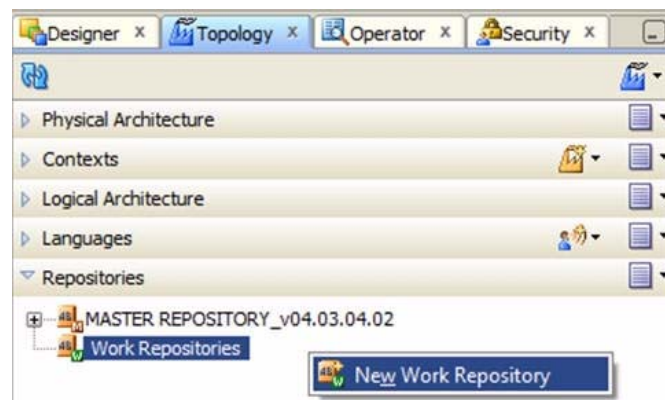 Designer x Topology x Operator x Security x
Physical Architecture
Contexts
Logical Architecture
Languages
Repositories
MASTER REPOSITORY_v04.03.04.02
Work Repositories
New Work Repository